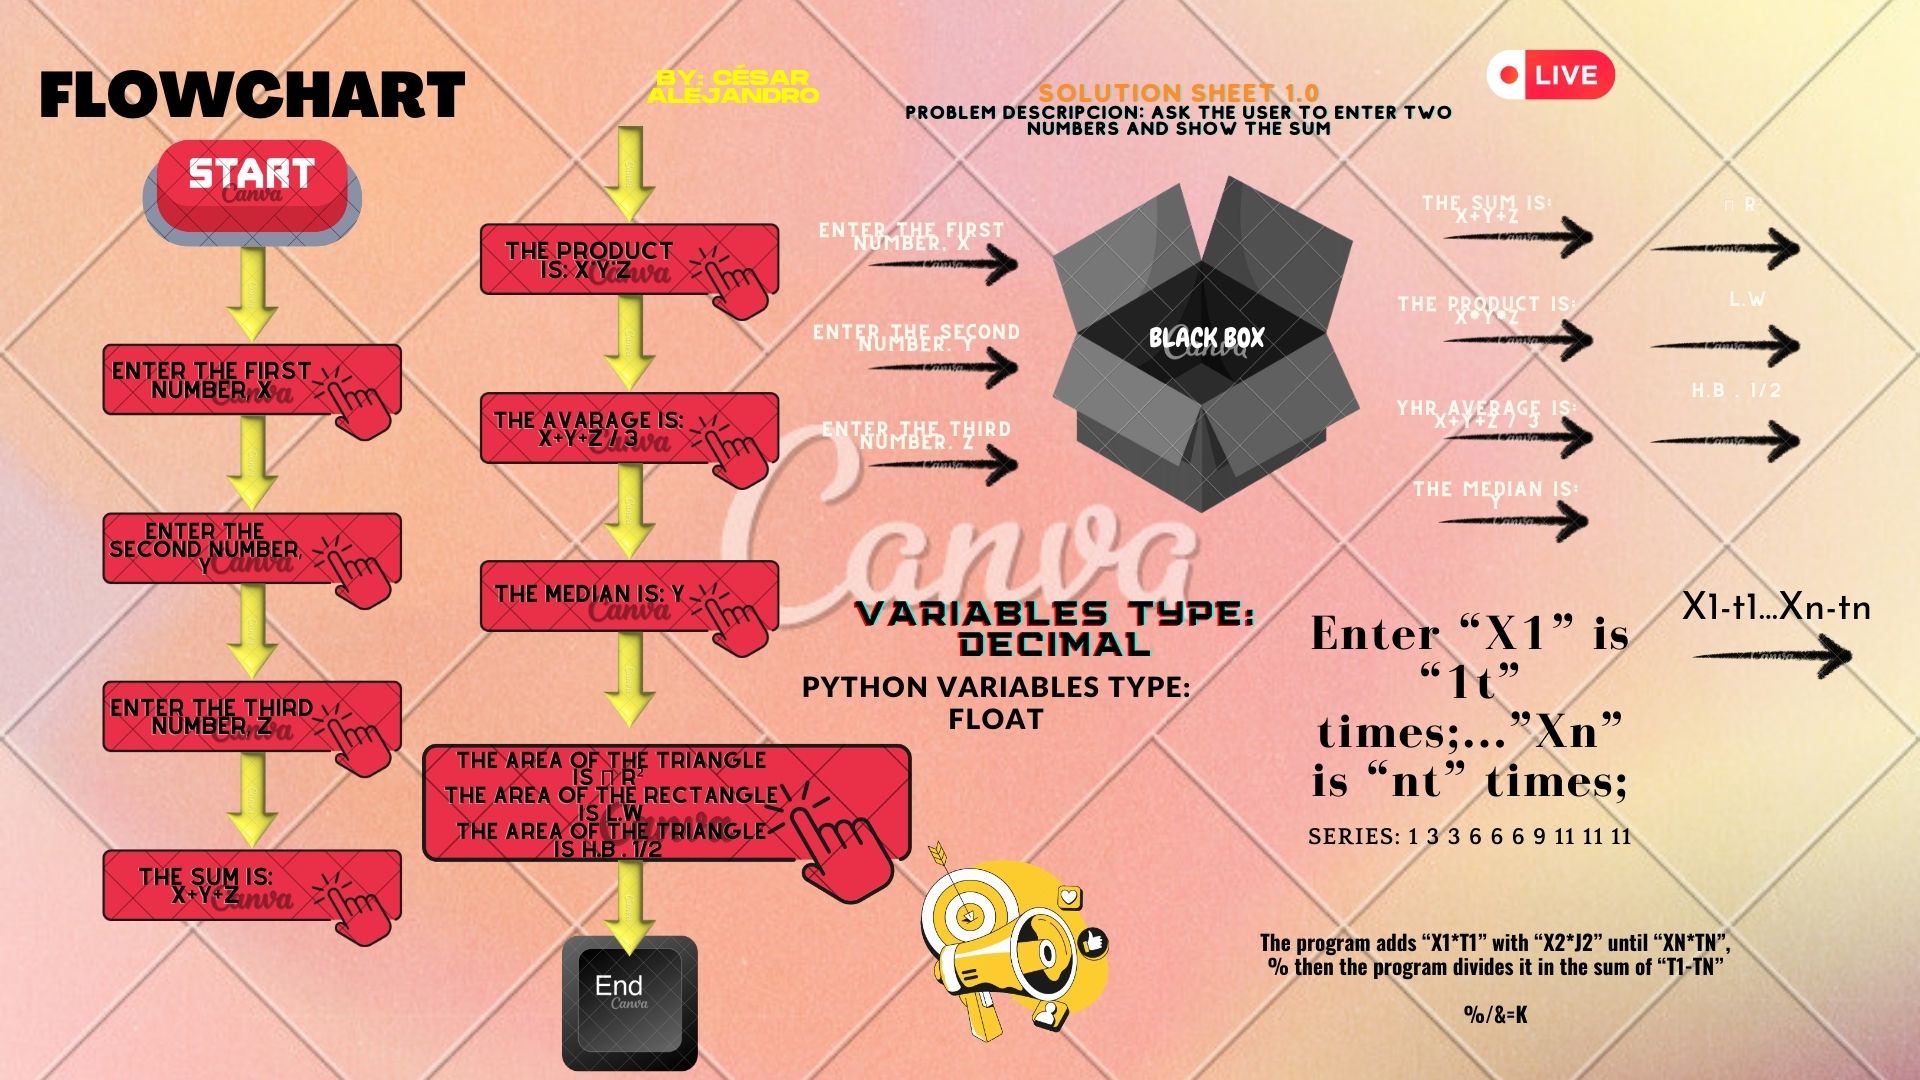 FLOWCHART
START
Canva
ENTER THE FIRST
NUMBER, X
ENTER THE
SECOND NUMBER,
Y
ENTER THE THIRD
NUMBER, Z
THE SUM IS:
X+Y+Z
BY: CÉSAR
ALEJANDRO
THE PRODUCT
IS: X*Y*Z
THE AVARAGE IS:
X+Y+Z / 3
THE MEDIAN IS: Y
THE AREA OF THE TRIANGLE
IS ∏ R²
THE AREA OF THE RECTANGLE
IS L.W
THE AREA OF THE TRIANGLE
IS H.B . 1/2
End
SOLUTION SHEET 1.0
PROBLEM DESCRIPCION: ASK THE USER TO ENTER TWO
NUMBERS AND SHOW THE SUM
LIVE
ENTER THE FIRST
NUMBER. X
ENTER THE SECOND
NUMBER. Y
ENTER THE THIRD
NUMBER. Z
BLACK BOX
THE SUM IS:
X+Y+Z
THE PRODUCT IS:
X*Y*Z
YHR AVERAGE IS:
X+Y+Z / 3
THE MEDIAN IS:
Y
∏ R²
L.W
H.B . 1/2
Canva
VARIABLES TYPE:
DECIMAL
PYTHON VARIABLES TYPE:
FLOAT
Enter “X1” is
“1t”
times;...”Xn”
is “nt” times;
SERIES: 1 3 3 6 6 6 9 11 11 11
X1-t1...Xn-tn
The program adds “X1*T1” with “X2*J2” until “XN*TN”,
% then the program divides it in the sum of “T1-TN”
%/&=K